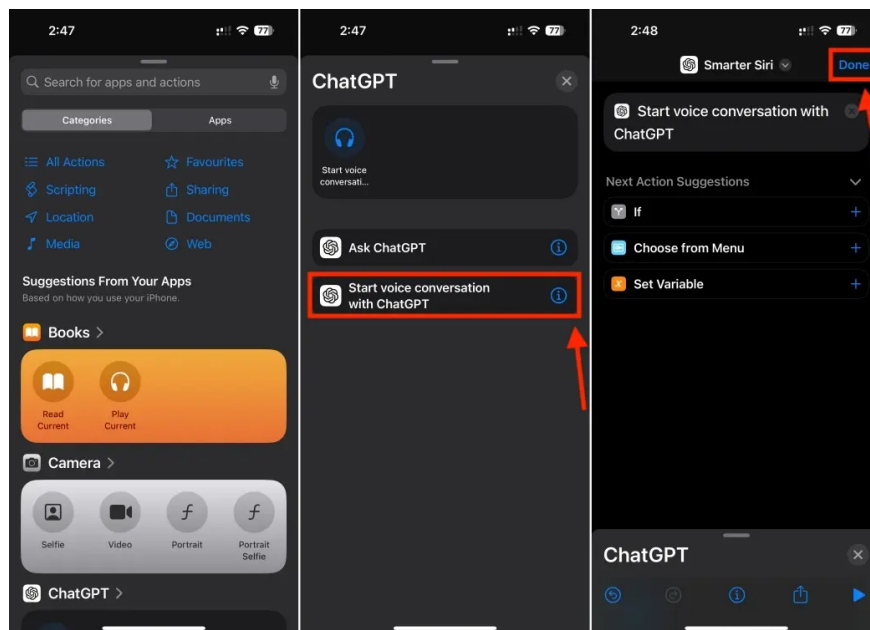 2:47
77
Search for apps and actions
Categories
Apps
All Actions
Favourites
Scripting
Sharing
Location
Documents
Media
Web
Suggestions From Your Apps
Based on how you use your iPhone.
Books
Read
Current
Play
Current
Camera
Selfie
Video
Portrait
Portrait
Selfie
ChatGPT
2:47
77
ChatGPT
Start voice
conversati...
Ask ChatGPT
Start voice conversation
with ChatGPT
2:48
77
Smarter Siri
Done
Start voice conversation with
ChatGPT
Next Action Suggestions
If
Choose from Menu
Set Variable
ChatGPT